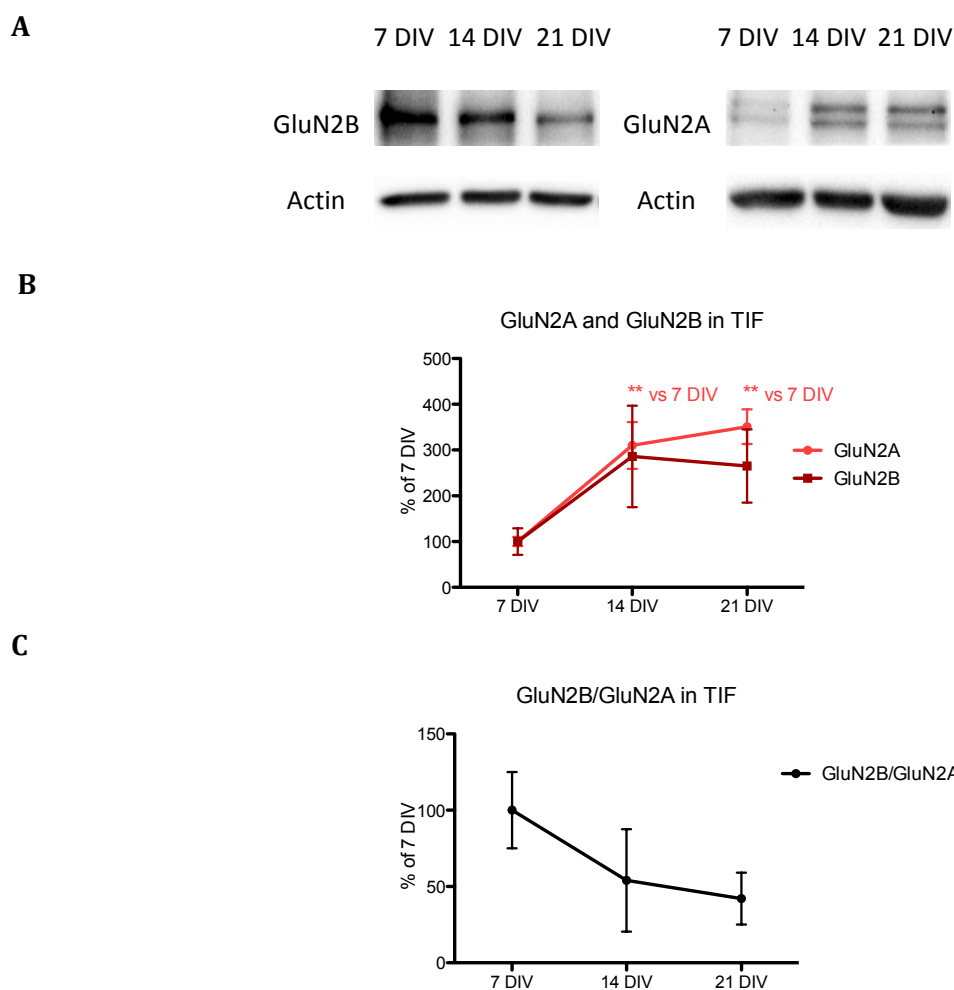 A
7 DIV 14 DIV 21 DIV
7 DIV 14 DIV 21 DIV
GluN2B
GluN2A
Actin
Actin
B
GluN2A and GluN2B in TIF
500
400
300
200
100
0
% of 7 DIV
** vs 7 DIV
** vs 7 DIV
GluN2A
GluN2B
7 DIV 14 DIV 21 DIV
C
GluN2B/GluN2A in TIF
150
100
50
0
% of 7 DIV
GluN2B/GluN2A
7 DIV 14 DIV 21 DIV